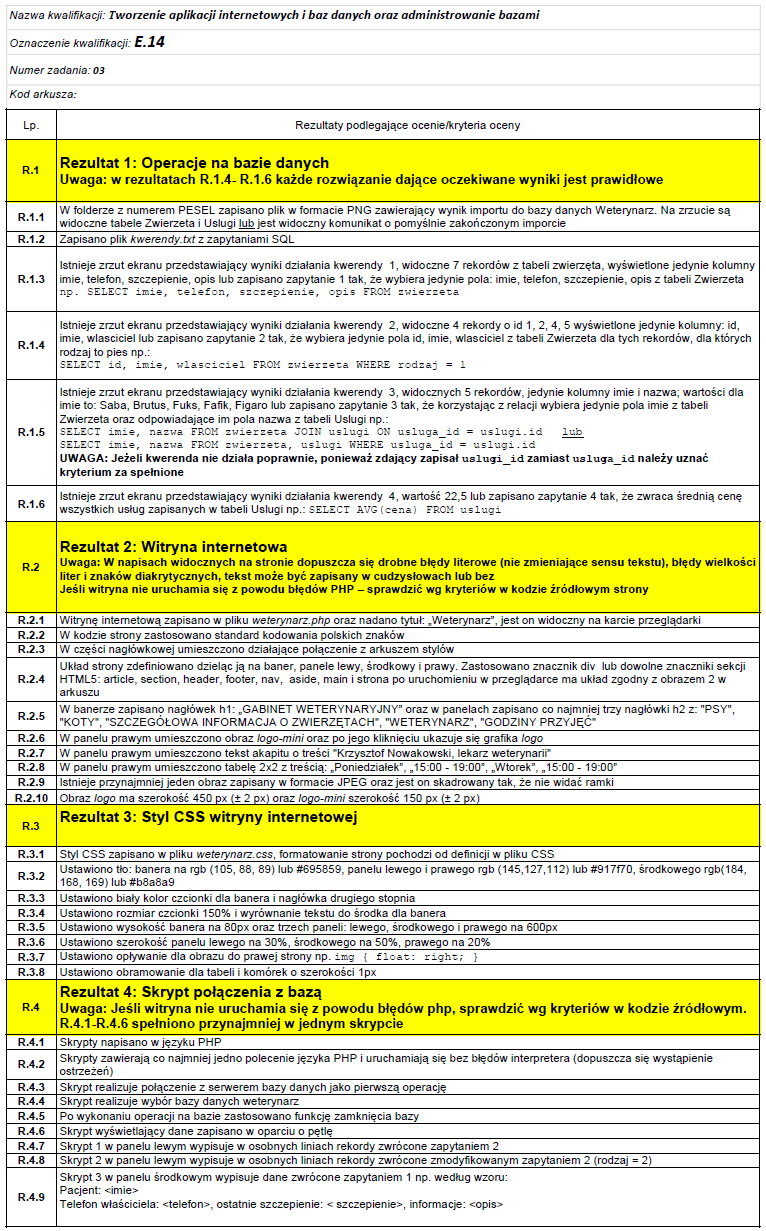 Nazwa kwalifikacji: Tworzenie aplikacji internetowych i baz danych oraz administrowanie bazami
Oznaczenie kwalifikacji: E.14
Numer zadania: 03
Kod arkusza:
Lp. Rezultaty podlegające ocenie/kryteria oceny
R.1 Rezultat 1: Operacje na bazie danych
Uwaga: w rezultatach R.1.4- R.1.6 każde rozwiązanie dające oczekiwane wyniki jest prawidłowe
R.1.1 W folderze z numerem PESEL zapisano plik w formacie PNG zawierający wynik importu do bazy danych Weterynarz. Na zrzucie są
widoczne tabele Zwierzeta i Usługi lub jest widoczny komunikat o pomyślnie zakończonym imporcie
R.1.2 Zapisano plik kwerendy.txt z zapytaniami SQL
R.1.3 Istnieje zrzut ekranu przedstawiający wyniki działania kwerendy 1, widoczne 7 rekordów z tabeli zwierzęta, wyświetlone jedynie kolumny
imie, telefon, szczepienie, opis lub zapisano zapytanie 1 tak, że wybiera jedynie pola: imie, telefon, szczepienie, opis z tabeli Zwierzeta
np. SELECT imie, telefon, szczepienie, opis FROM zwierzeta
R.1.4 Istnieje zrzut ekranu przedstawiający wyniki działania kwerendy 2, widoczne 4 rekordy o id 1, 2, 4, 5 wyświetlone jedynie kolumny: id,
imie, wlasciciel lub zapisano zapytanie 2 tak, że wybiera jedynie pola id, imie, wlasciciel z tabeli Zwierzeta dla tych rekordów, dla których
rodzaj to pies np.:
SELECT id, imie, wlasciciel FROM zwierzeta WHERE rodzaj = 1
R.1.5 Istnieje zrzut ekranu przedstawiający wyniki działania kwerendy 3, widocznych 5 rekordów, jedynie kolumny imie i nazwa; wartości dla
imie to: Saba, Brutus, Fuks, Fafik, Figaro lub zapisano zapytanie 3 tak, że korzystając z relacji wybiera jedynie pola imie z tabeli
Zwierzeta oraz odpowiadające im pola nazwa z tabeli Uslugi np.:
SELECT imie, nazwa FROM zwierzeta JOIN uslugi ON usluga_id = uslugi.id lub
SELECT imie, nazwa FROM zwierzeta, uslugi WHERE usluga_id = uslugi.id
UWAGA: Jeżeli kwerenda nie działa poprawnie, ponieważ zdający zapisał uslugi_id zamiast usluga_id należy uznać
kryterium za spełnione
R.1.6 Istnieje zrzut ekranu przedstawiający wyniki działania kwerendy 4, wartość 22,5 lub zapisano zapytanie 4 tak, że zwraca średnią cenę
wszystkich usług zapisanych w tabeli Uslugi np.: SELECT AVG(cena) FROM uslugi
R.2 Rezultat 2: Witryna internetowa
Uwaga: W napisach widocznych na stronie dopuszcza się drobne błędy literowe (nie zmieniające sensu tekstu), błędy wielkości
liter i znaków diakrytycznych, tekst może być zapisany w cudzysłowach lub bez
Jeśli witryna nie uruchamia się z powodu błędów PHP – sprawdzić wg kryteriów w kodzie źródłowym strony
R.2.1 Witrynę internetową zapisano w pliku weterynarz.php oraz nadano tytuł: „Weterynarz”, jest on widoczny na karcie przeglądarki
R.2.2 W kodzie strony zastosowano standard kodowania polskich znaków
R.2.3 W części nagłówkowej umieszczono działające połączenie z arkuszem stylów
R.2.4 Układ strony zdefiniowano dzieląc ją na baner, panele lewy, środkowy i prawy. Zastosowano znacznik div lub dowolne znaczniki sekcji
HTML5: article, section, header, footer, nav, aside, main i strona po uruchomieniu w przeglądarce ma układ zgodny z obrazem 2 w
arkuszu
R.2.5 W banerze zapisano nagłówek h1: „GABINET WETERYNARYJNY” oraz w panelach zapisano co najmniej trzy nagłówki h2 z: "PSY",
"KOTY", "SZCZEGÓŁOWA INFORMACJA O ZWIERZĘTACH", "WETERYNARZ", "GODZINY PRZYJĘĆ"
R.2.6 W panelu prawym umieszczono obraz logo-mini oraz po jego kliknięciu ukazuje się grafika logo
R.2.7 W panelu prawym umieszczono tekst akapitu o treści "Krzysztof Nowakowski, lekarz weterynarii"
R.2.8 W panelu prawym umieszczono tabelę 2x2 z treścią: „Poniedziałek”, „15:00 - 19:00”, „Wtorek”, „15:00 - 19:00”
R.2.9 Istnieje przynajmniej jeden obraz zapisany w formacie JPEG oraz jest on skadrowany tak, że nie widać ramki
R.2.10 Obraz logo ma szerokość 450 px (± 2 px) oraz logo-mini szerokość 150 px (± 2 px)
R.3 Rezultat 3: Styl CSS witryny internetowej
R.3.1 Styl CSS zapisano w pliku weterynarz.css, formatowanie strony pochodzi od definicji w pliku CSS
R.3.2 Ustawiono tło: banera na rgb (105, 88, 89) lub #695859, panelu lewego i prawego rgb (145,127,112) lub #917f70, środkowego rgb(184,
168, 169) lub #b8a8a9
R.3.3 Ustawiono biały kolor czcionki dla banera i nagłówka drugiego stopnia
R.3.4 Ustawiono rozmiar czcionki 150% i wyrównanie tekstu do środka dla banera
R.3.5 Ustawiono wysokość banera na 80px oraz trzech paneli: lewego, środkowego i prawego na 600px
R.3.6 Ustawiono szerokość panelu lewego na 30%, środkowego na 50%, prawego na 20%
R.3.7 Ustawiono opływanie dla obrazu do prawej strony np. img { float: right; }
R.3.8 Ustawiono obramowanie dla tabeli i komórek o szerokości 1px
R.4 Rezultat 4: Skrypt połączenia z bazą
Uwaga: Jeśli witryna nie uruchamia się z powodu błędów php, sprawdzić wg kryteriów w kodzie źródłowym.
R.4.1-R.4.6 spełniono przynajmniej w jednym skrypcie
R.4.1 Skrypty napisano w języku PHP
R.4.2 Skrypty zawierają co najmniej jedno polecenie języka PHP i uruchamiają się bez błędów interpretera (dopuszcza się wystąpienie
ostrzeżeń)
R.4.3 Skrypt realizuje połączenie z serwerem bazy danych jako pierwszą operację
R.4.4 Skrypt realizuje wybór bazy danych weterynarz
R.4.5 Po wykonaniu operacji na bazie zastosowano funkcję zamknięcia bazy
R.4.6 Skrypt wyświetlający dane zapisano w oparciu o pętlę
R.4.7 Skrypt 1 w panelu lewym wypisuje w osobnych liniach rekordy zwrócone zapytaniem 2
R.4.8 Skrypt 2 w panelu lewym wypisuje w osobnych liniach rekordy zwrócone zmodyfikowanym zapytaniem 2 (rodzaj = 2)
R.4.9 Skrypt 3 w panelu środkowym wypisuje dane zwrócone zapytaniem 1 np. według wzoru:
Pacjent: <imie>
Telefon właściciela: <telefon>, ostatnie szczepienie: < szczepienie>, informacje: <opis>